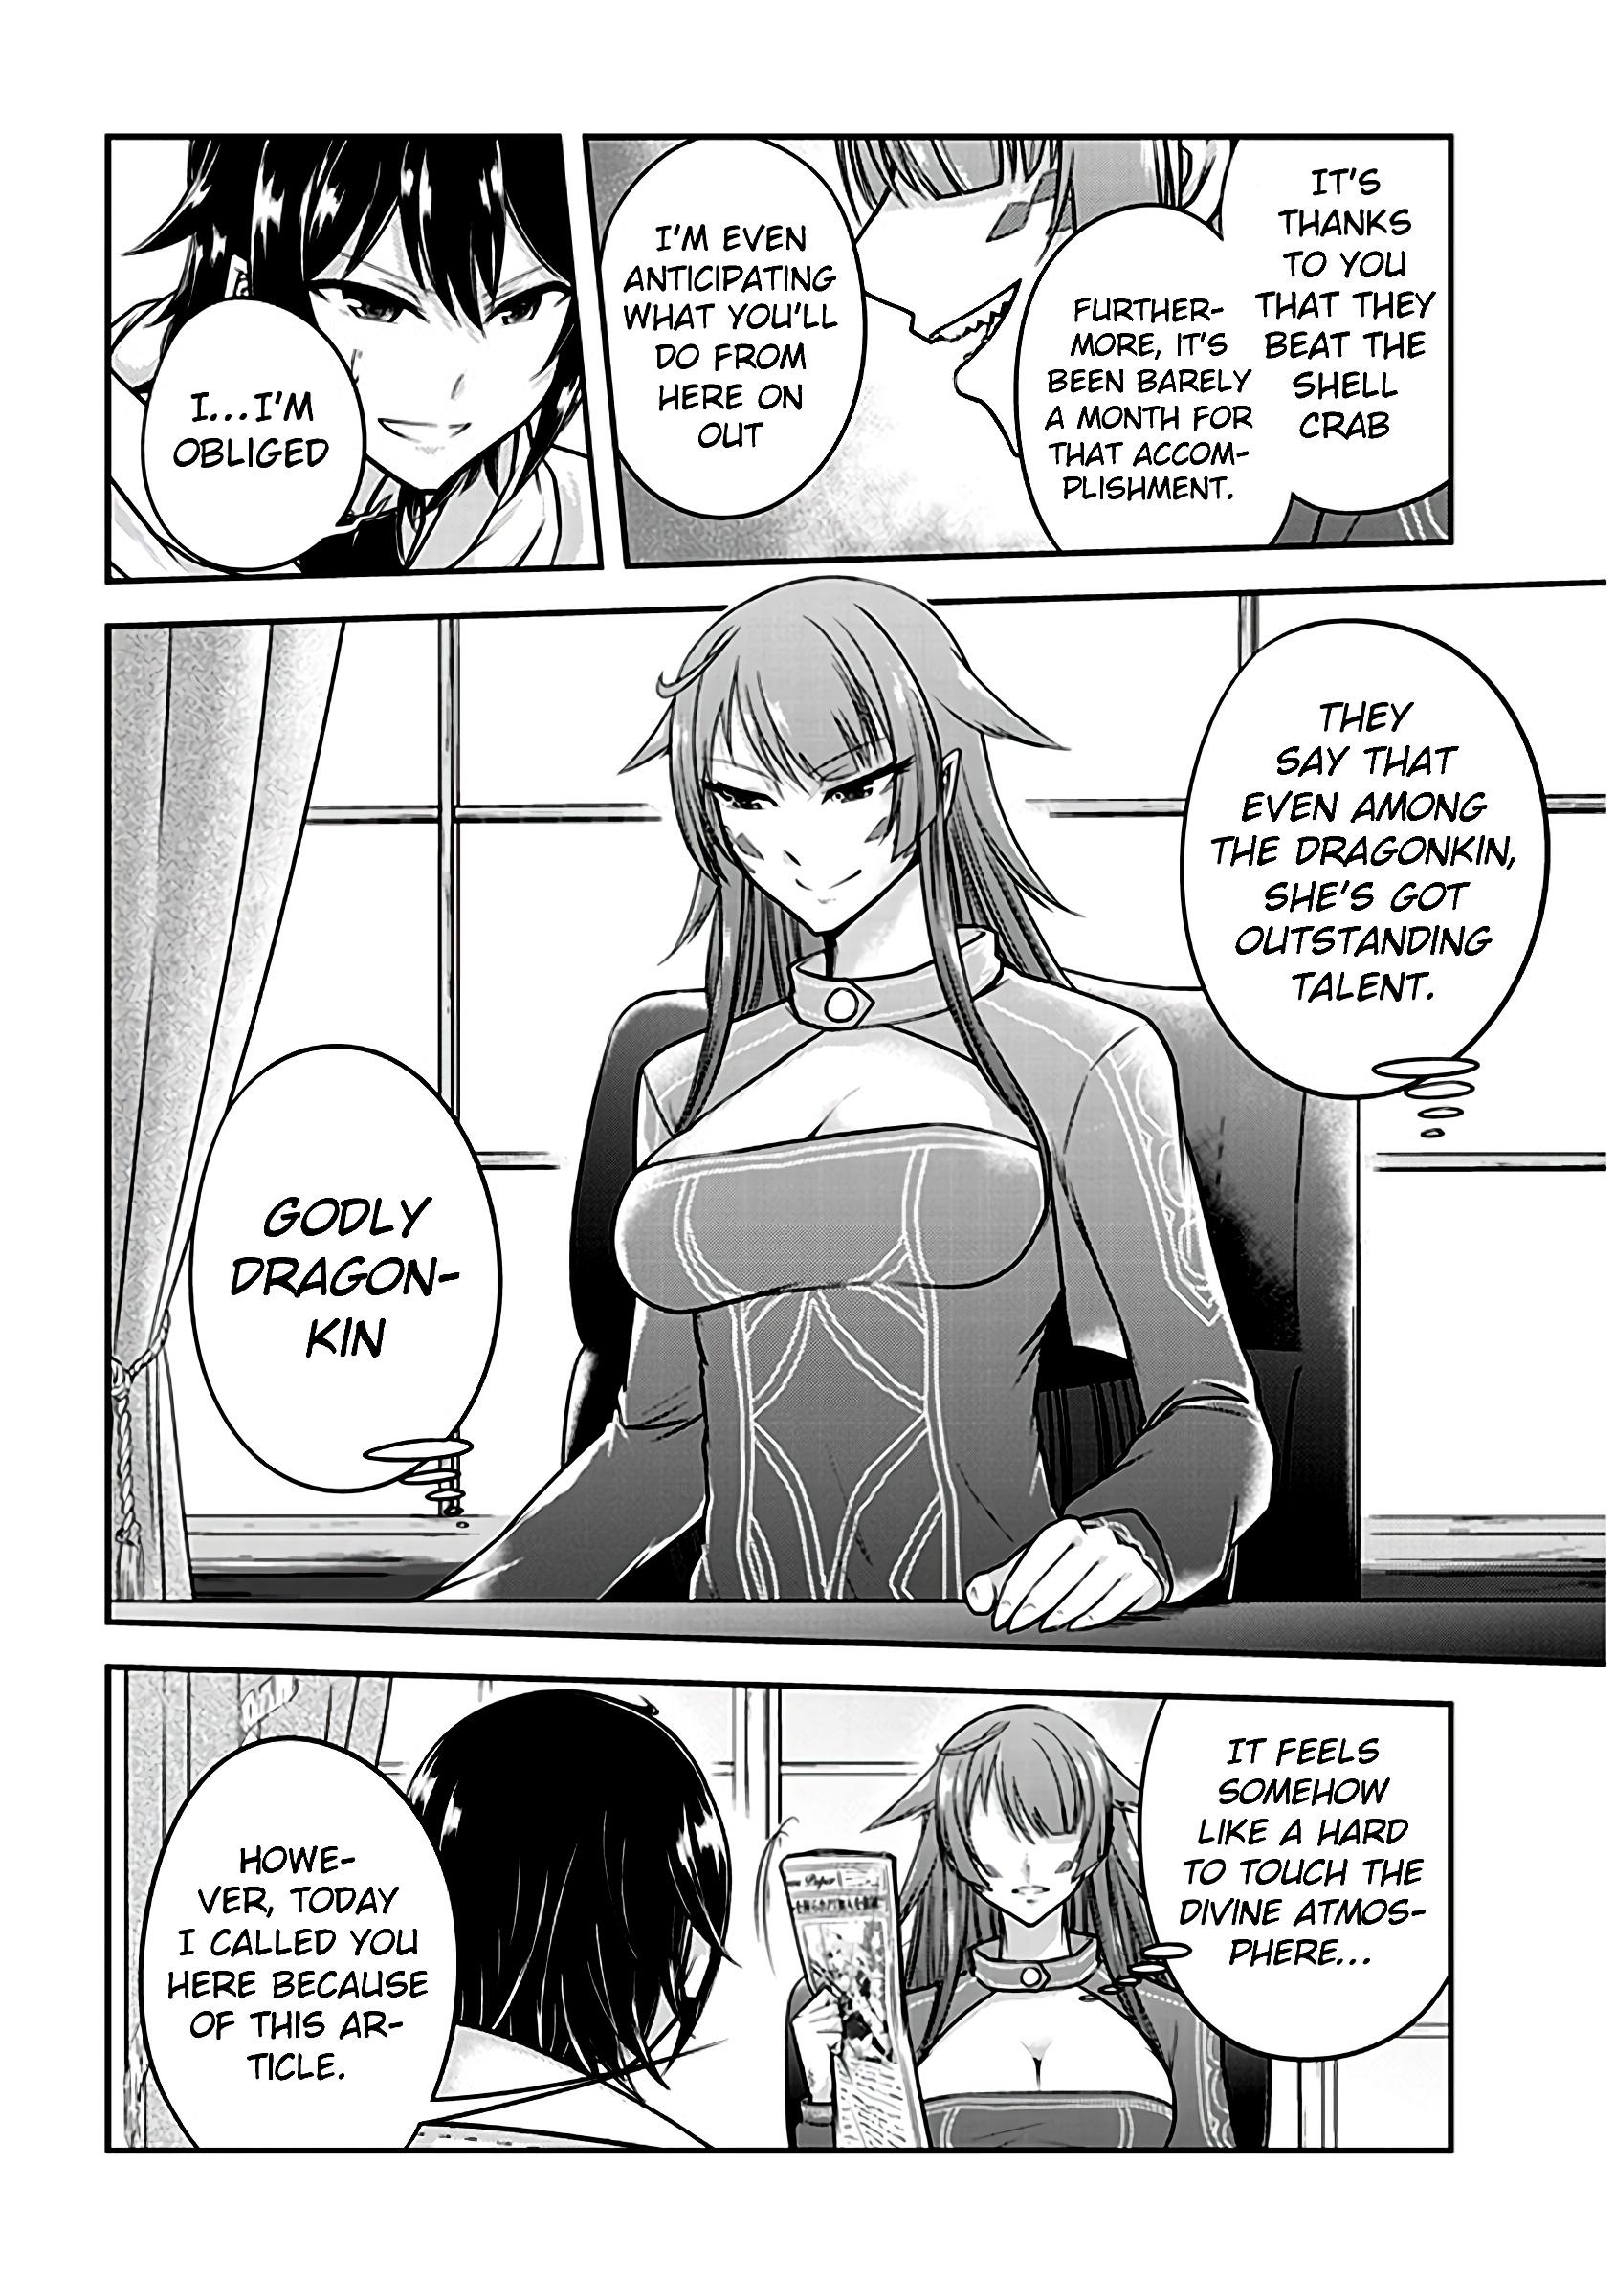 IT'S
THANKS
TO YOU
THAT THEY
BEAT THE
SHELL
CRAB
FURTHER-
MORE, IT'S
BEEN BARELY
A MONTH FOR
THAT ACCOM-
PLISHMENT.
I'M EVEN
ANTICIPATING
WHAT YOU'LL
DO FROM
HERE ON
OUT
I...I'M
OBLIGED
THEY
SAY THAT
EVEN AMONG
THE DRAGONKIN,
SHE'S GOT
OUTSTANDING
TALENT.
GODLY
DRAGON-
KIN
IT FEELS
SOMEHOW
LIKE A HARD
TO TOUCH THE
DIVINE ATMOS-
PHERE...
Paper
HOWE-
VER, TODAY
I CALLED YOU
HERE BECAUSE
OF THIS AR-
TICLE.